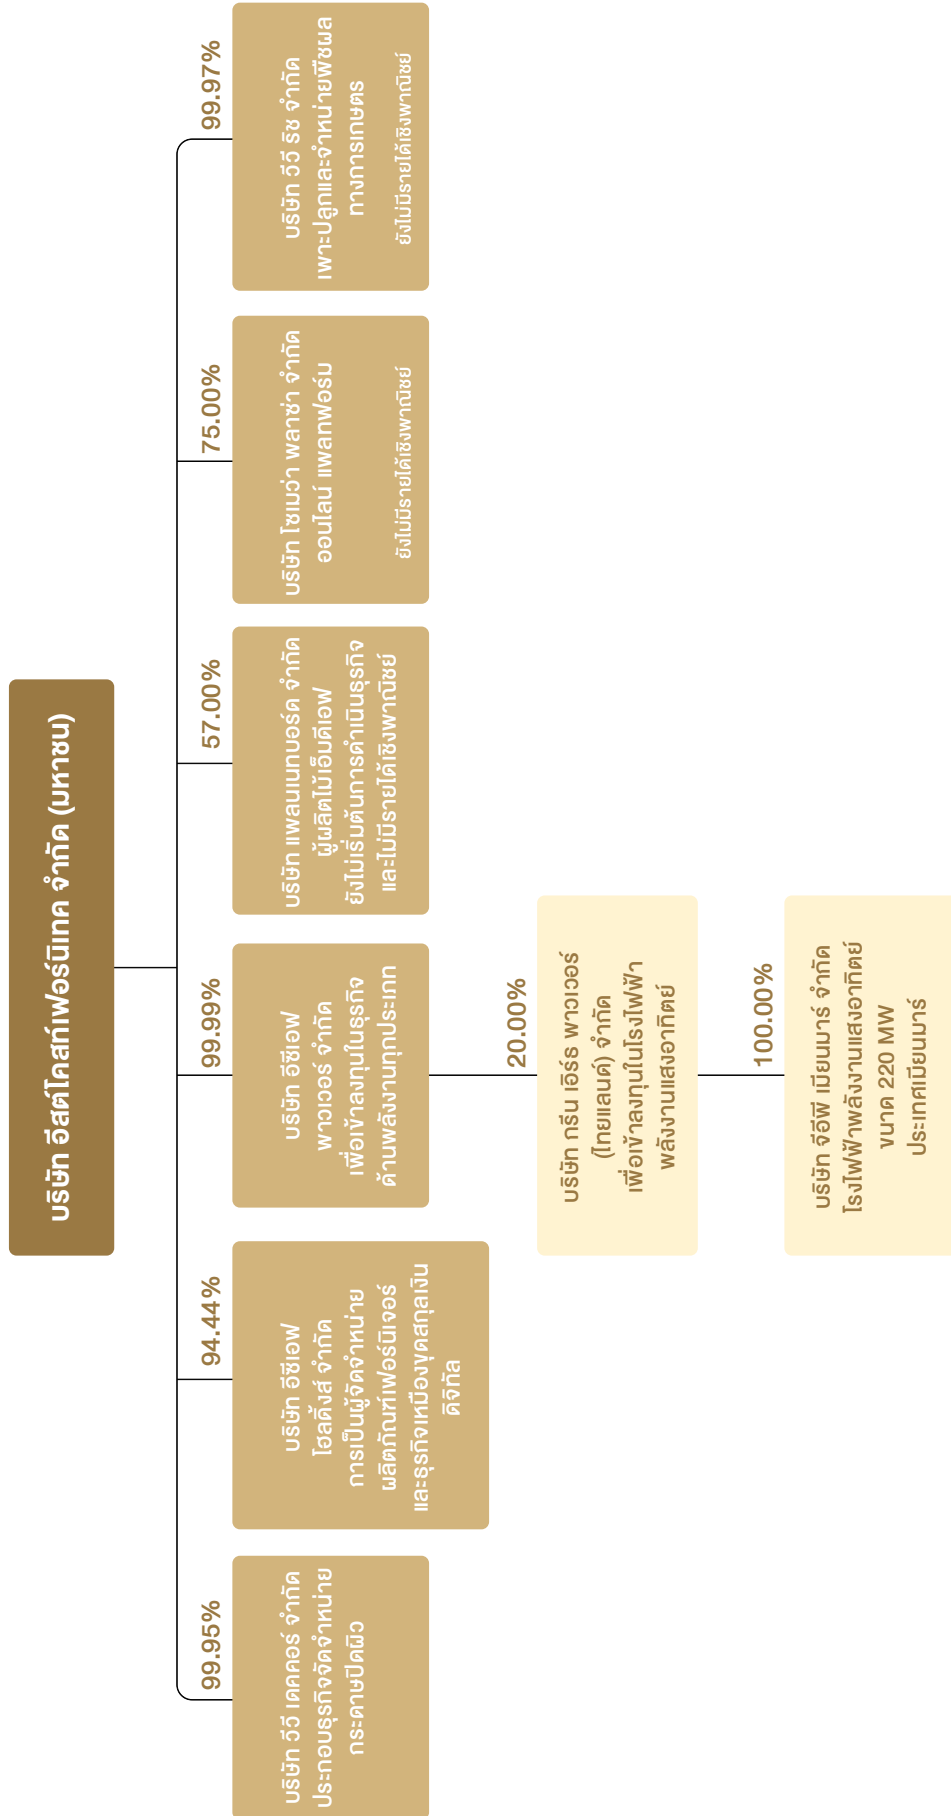 บริษัท อีสต์โคสท์เฟอร์นิเทค จำกัด (มหาชน)
99.95%
บริษัท วีวี เดคคอร์ จำกัด
ประกอบธุรกิจจัดจำหน่าย
กระดาษปิดผิว
94.44%
บริษัท อีซีเอฟ
โฮลดิ้งส์ จำกัด
การเป็นผู้จัดจำหน่าย
ผลิตภัณฑ์เฟอร์นิเจอร์
และธุรกิจเหมืองขุดสกุลเงิน
ดิจิทัล
99.99%
บริษัท อีซีเอฟ
พาวเวอร์ จำกัด
เพื่อเข้าลงทุนในธุรกิจ
ด้านพลังงานทุกประเภท
57.00%
บริษัท แพลนเนทบอร์ด จำกัด
ผู้ผลิตไม้เอ็มดีเอฟ
ยังไม่เริ่มต้นการดำเนินธุรกิจ
และไม่มีรายได้เชิงพาณิชย์
75.00%
บริษัท โซเมว่า พลาซ่า จำกัด
ออนไลน์ แพลทฟอร์ม
ยังไม่มีรายได้เชิงพาณิชย์
99.97%
บริษัท วีวี ริช จำกัด
เพาะปลูกและจำหน่ายพืชผล
ทางการเกษตร
ยังไม่มีรายได้เชิงพาณิชย์
20.00%
บริษัท กรีน เอิร์ธ พาวเวอร์
(ไทยแลนด์) จำกัด
เพื่อเข้าลงทุนในโรงไฟฟ้า
พลังงานแสงอาทิตย์
100.00%
บริษัท จีอีพี เมียนมาร์ จำกัด
โรงไฟฟ้าพลังงานแสงอาทิตย์
ขนาด 220 MW
ประเทศเมียนมาร์